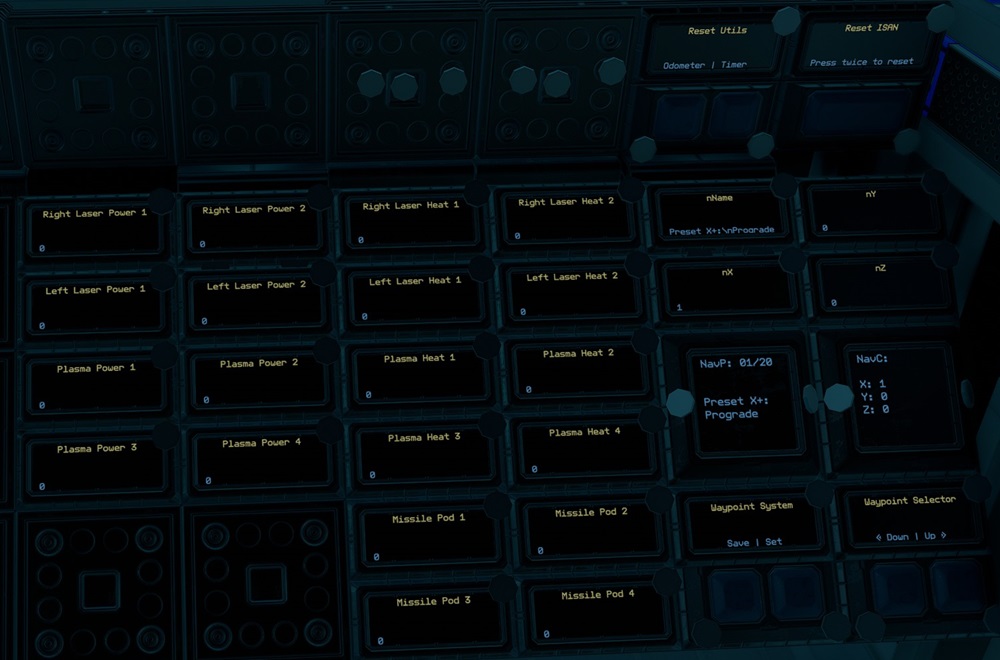 Reset Utils
Odometer | Timer
Reset ISAN
Press twice to reset
Right Laser Power 1
0
Right Laser Power 2
0
Right Laser Heat 1
0
Right Laser Heat 2
0
nName
Preset X+:\nPrograde
nY
0
Left Laser Power 1
0
Left Laser Power 2
0
Left Laser Heat 1
0
Left Laser Heat 2
0
nX
1
nZ
0
Plasma Power 1
0
Plasma Power 2
0
Plasma Heat 1
0
Plasma Heat 2
0
NavP: 01/20
Preset X+:
Prograde
NavC:
X: 1
Y: 0
Z: 0
Plasma Power 3
0
Plasma Power 4
0
Plasma Heat 3
0
Plasma Heat 4
0
Missile Pod 1
0
Missile Pod 2
0
Waypoint System
Save | Set
Waypoint Selector
« Down | Up »
Missile Pod 3
0
Missile Pod 4
0